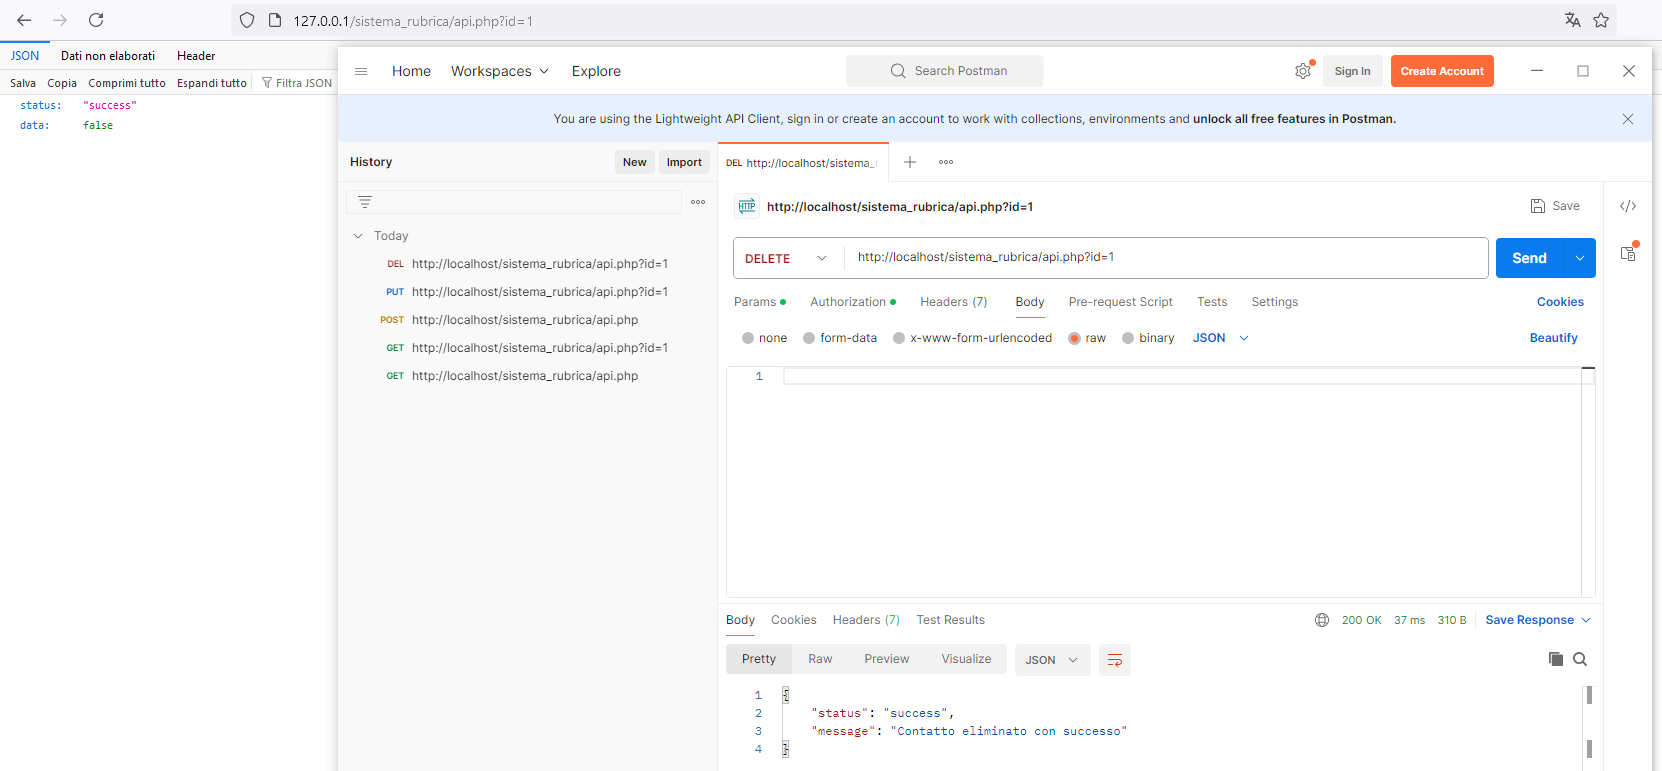 127.0.0.1/sistema_rubrica/api.php?id=1
JSON Dati non elaborati Header
Salva Copia Comprimi tutto Espandi tutto Filtra JSON
status: "success"
data: false
Home Workspaces Explore Search Postman Sign In Create Account
You are using the Lightweight API Client, sign in or create an account to work with collections, environments and unlock all free features in Postman.
History New Import
Today
DEL http://localhost/sistema_rubrica/api.php?id=1
PUT http://localhost/sistema_rubrica/api.php?id=1
POST http://localhost/sistema_rubrica/api.php
GET http://localhost/sistema_rubrica/api.php?id=1
GET http://localhost/sistema_rubrica/api.php
DEL http://localhost/sistema_
HTTP http://localhost/sistema_rubrica/api.php?id=1 Save
DELETE http://localhost/sistema_rubrica/api.php?id=1 Send
Params Authorization Headers (7) Body Pre-request Script Tests Settings Cookies
none form-data x-www-form-urlencoded raw binary JSON Beautify
1
Body Cookies Headers (7) Test Results 200 OK 37 ms 310 B Save Response
Pretty Raw Preview Visualize JSON
1 {
2 "status": "success",
3 "message": "Contatto eliminato con successo"
4 }